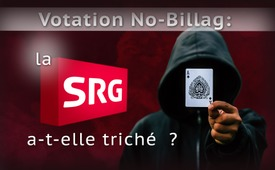 Votation No-Billag:
la
SRG
a-t-elle triché ?